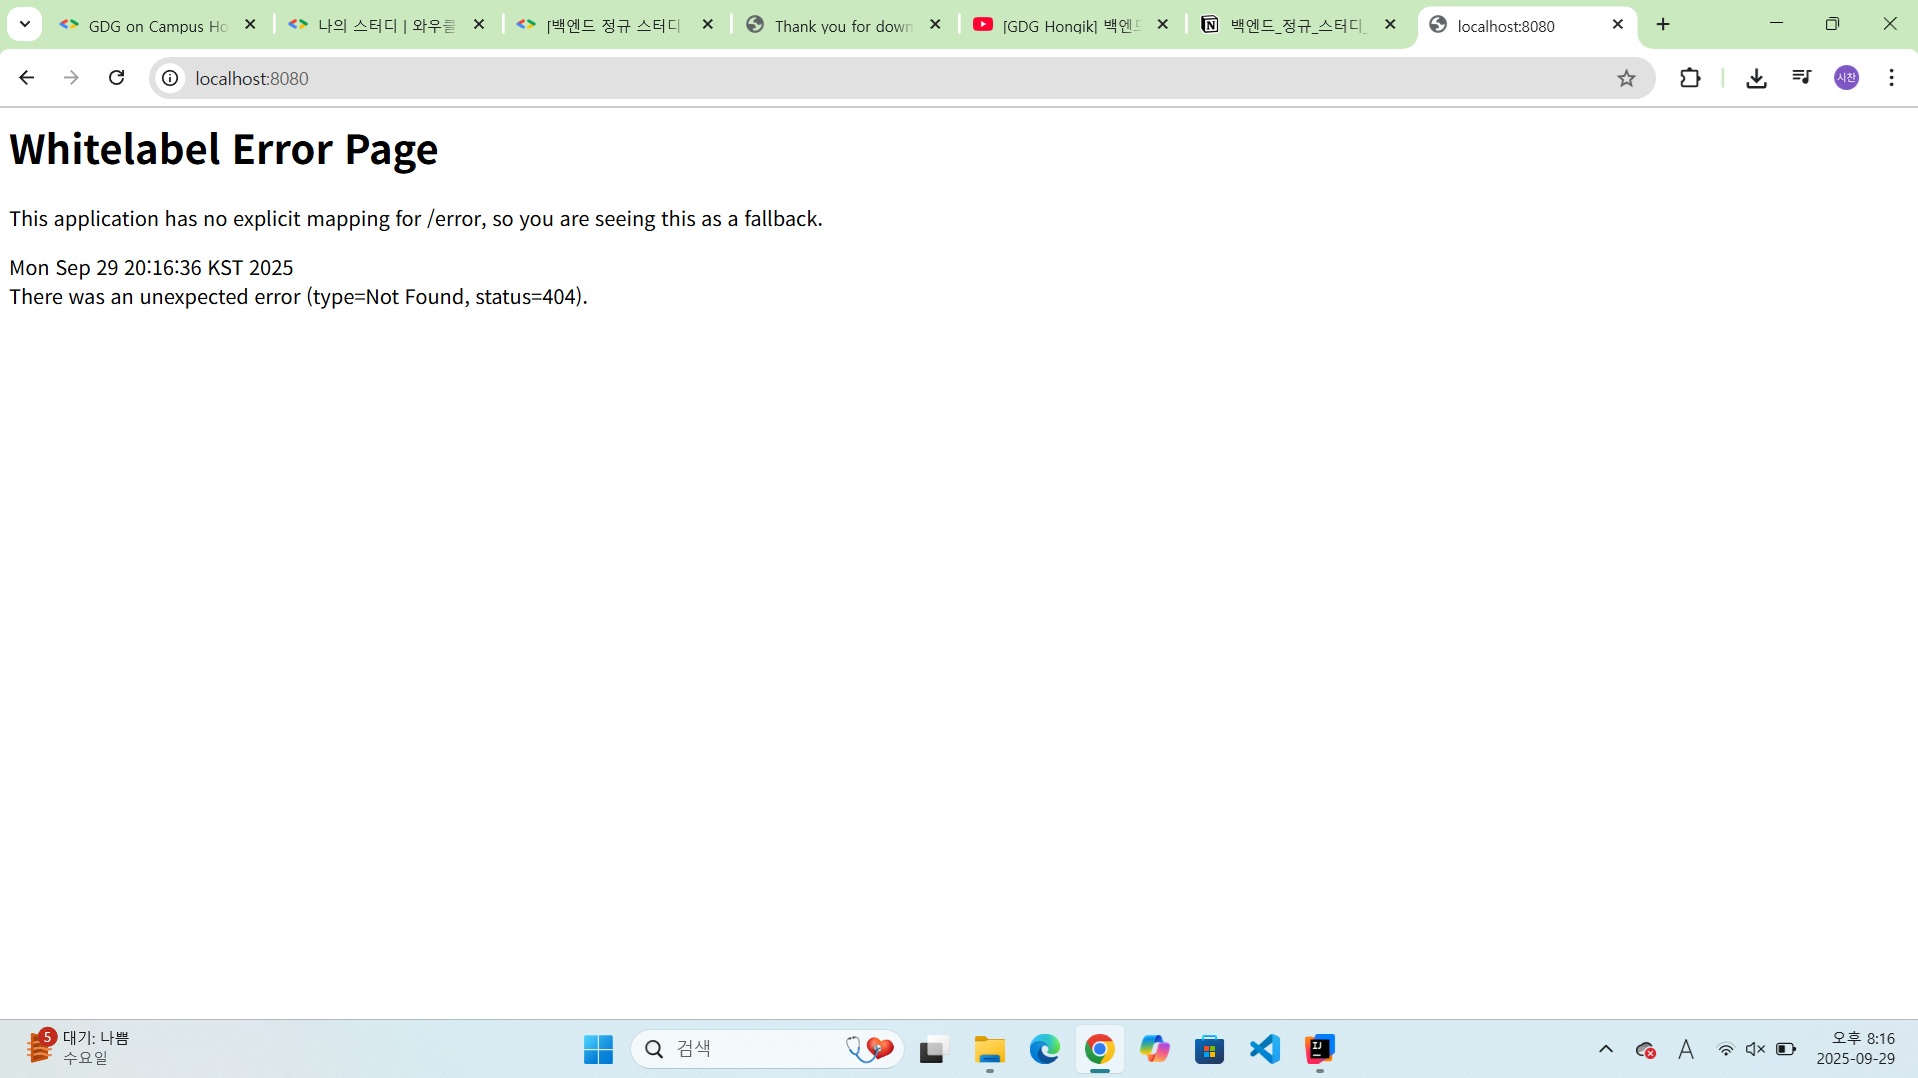 GDG on Campus Ho
나의 스터디 | 와우클
[백엔드 정규 스터디
Thank you for down
[GDG Hongik] 백엔드
백엔드_정규_스터디_
localhost:8080
localhost:8080
시찬
Whitelabel Error Page
This application has no explicit mapping for /error, so you are seeing this as a fallback.
Mon Sep 29 20:16:36 KST 2025
There was an unexpected error (type=Not Found, status=404).
5
대기: 나쁨
수요일
검색
IJ
A
오후 8:16
2025-09-29